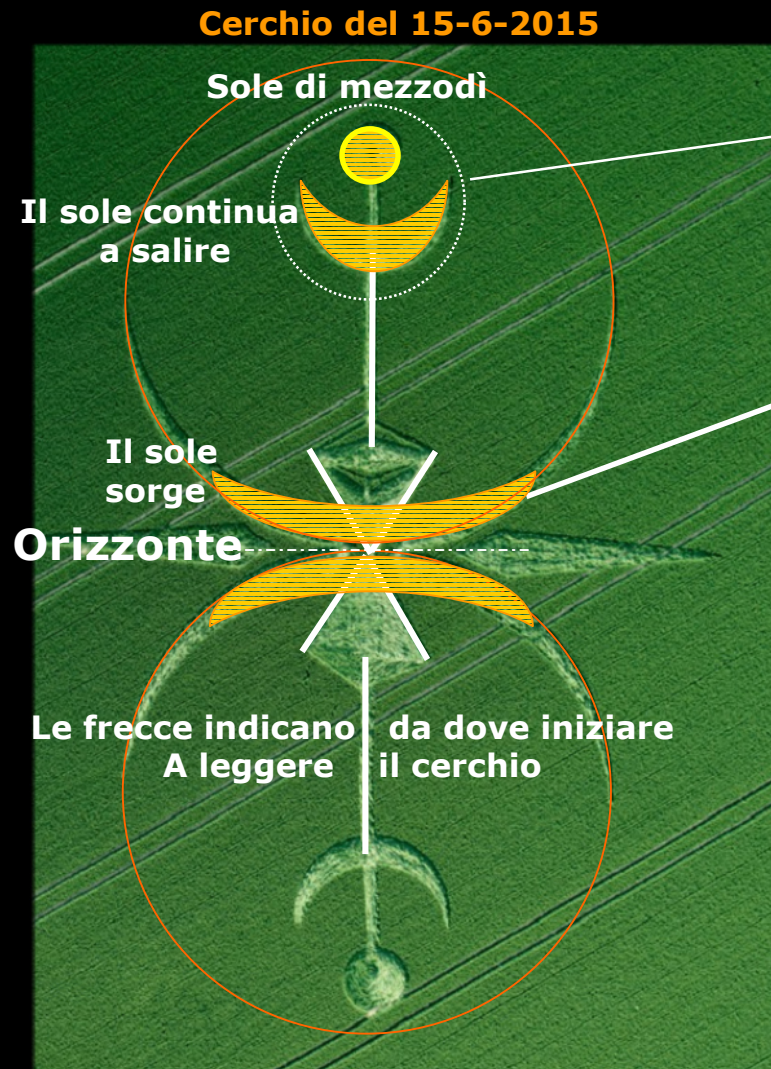 Cerchio del 15-6-2015
Sole di mezzodì
Il sole continua
a salire
Il sole
sorge
Orizzonte
Le frecce indicano da dove iniziare
A leggere il cerchio